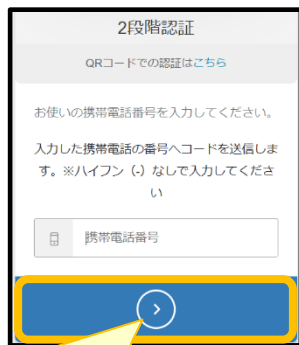 2段階認証
QRコードでの認証はこちら
お使いの携帯電話番号を入力してください。
入力した携帯電話の番号へコードを送信しま
す。※ハイフン（-）なしで入力してくださ
い
携帯電話番号